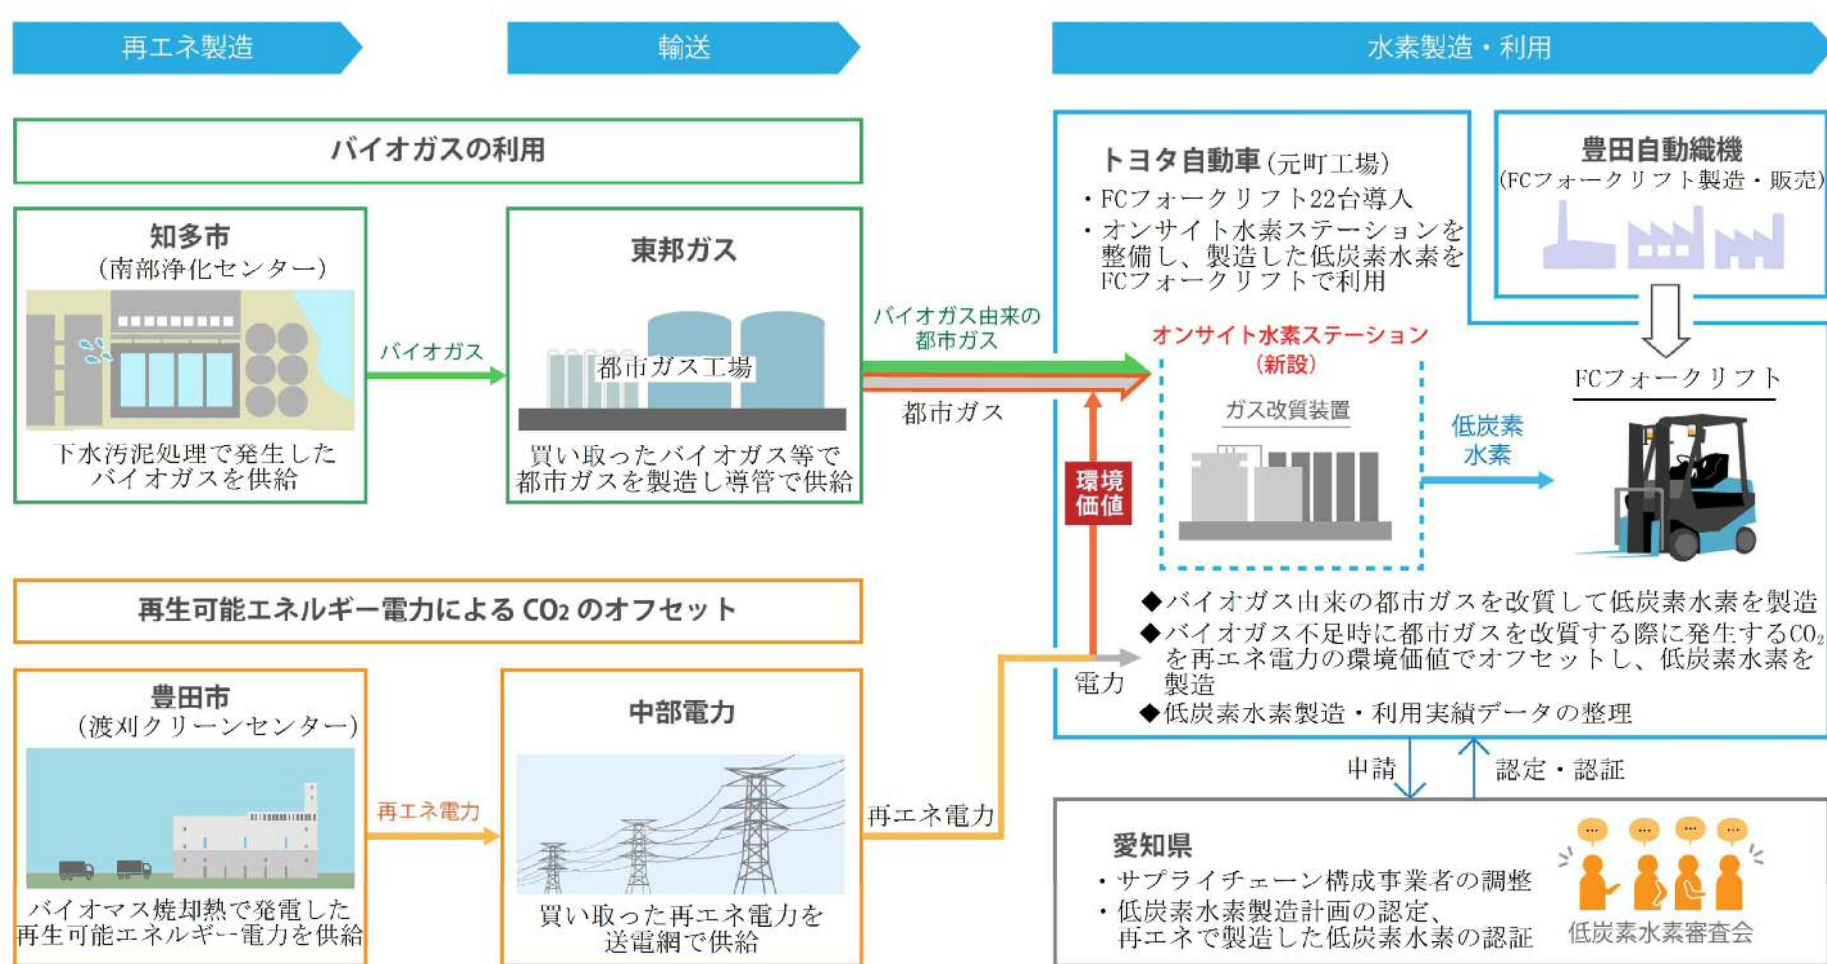 再エネ製造
輸送
水素製造・利用
バイオガスの利用
知多市
(南部浄化センター)
下水汚泥処理で発生した
バイオガスを供給
バイオガス
東邦ガス
都市ガス工場
買い取ったバイオガス等で
都市ガスを製造し導管で供給
バイオガス由来の
都市ガス
都市ガス
環境
価値
トヨタ自動車(元町工場)
・FCフォークリフト22台導入
・オンサイト水素ステーションを
整備し、製造した低炭素水素を
FCフォークリフトで利用
豊田自動織機
(FCフォークリフト製造・販売)
オンサイト水素ステーション
(新設)
ガス改質装置
低炭素
水素
FCフォークリフト
◆バイオガス由来の都市ガスを改質して低炭素水素を製造
◆バイオガス不足時に都市ガスを改質する際に発生するCO₂
を再エネ電力の環境価値でオフセットし、低炭素水素を
製造
◆低炭素水素製造・利用実績データの整理
再生可能エネルギー電力による CO₂ のオフセット
豊田市
(渡刈クリーンセンター)
バイオマス焼却熱で発電した
再生可能エネルギー電力を供給
再エネ電力
中部電力
買い取った再エネ電力を
送電網で供給
再エネ電力
電力
申請
認定・認証
愛知県
・サプライチェーン構成事業者の調整
・低炭素水素製造計画の認定、
再エネで製造した低炭素水素の認証
低炭素水素審査会